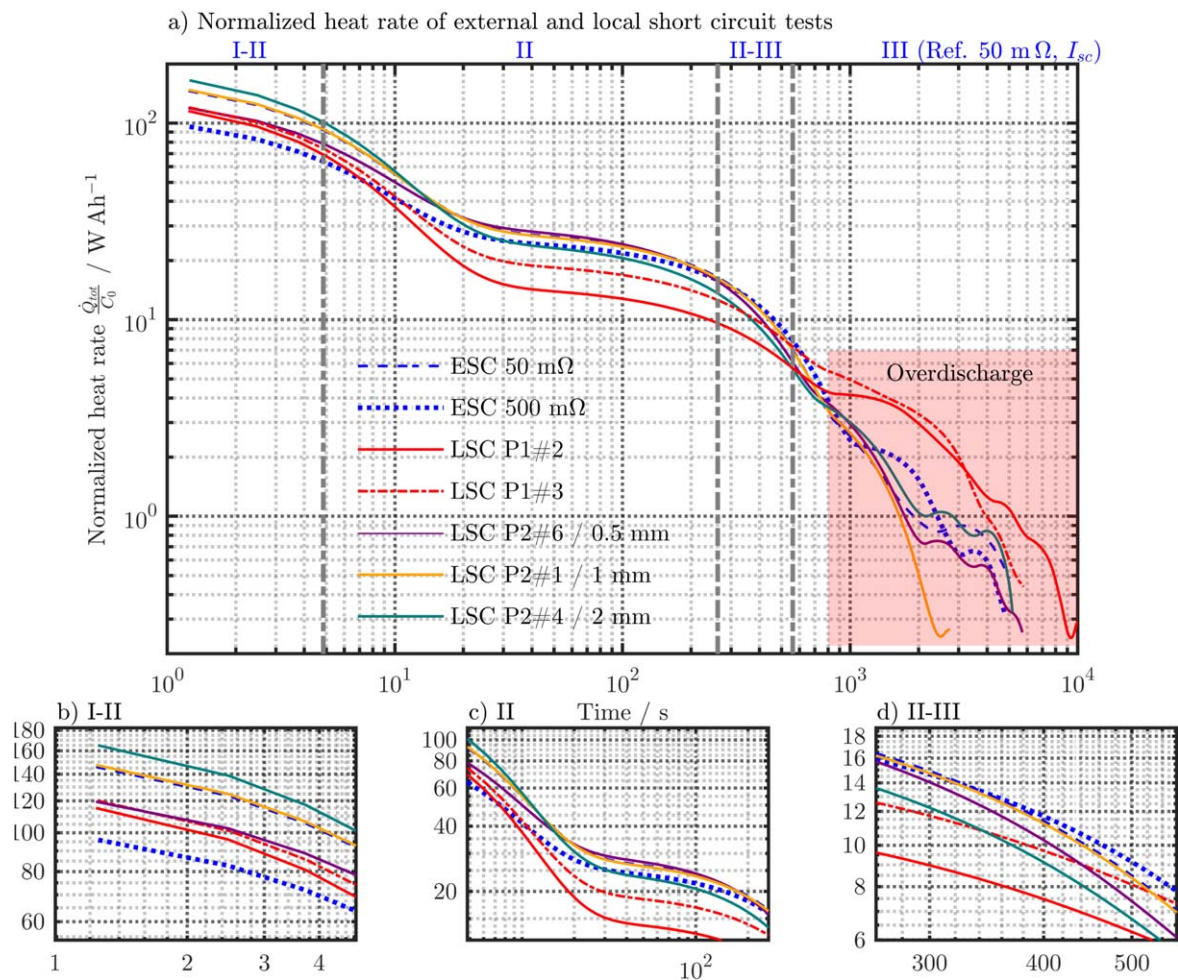 a) Normalized heat rate of external and local short circuit tests
I-II II II-III III (Ref. 50 m Ω, I_sc)
Normalized heat rate Q̇_tot/C_0 / W Ah⁻¹
10²
10¹
10⁰
ESC 50 mΩ
ESC 500 mΩ
LSC P1#2
LSC P1#3
LSC P2#6 / 0.5 mm
LSC P2#1 / 1 mm
LSC P2#4 / 2 mm
Overdischarge
10⁰ 10¹ 10² 10³ 10⁴
Time / s
b) I-II
180
160
140
120
100
80
60
1 2 3 4
c) II
100
80
60
40
20
10²
d) II-III
18
16
14
12
10
8
6
300 400 500